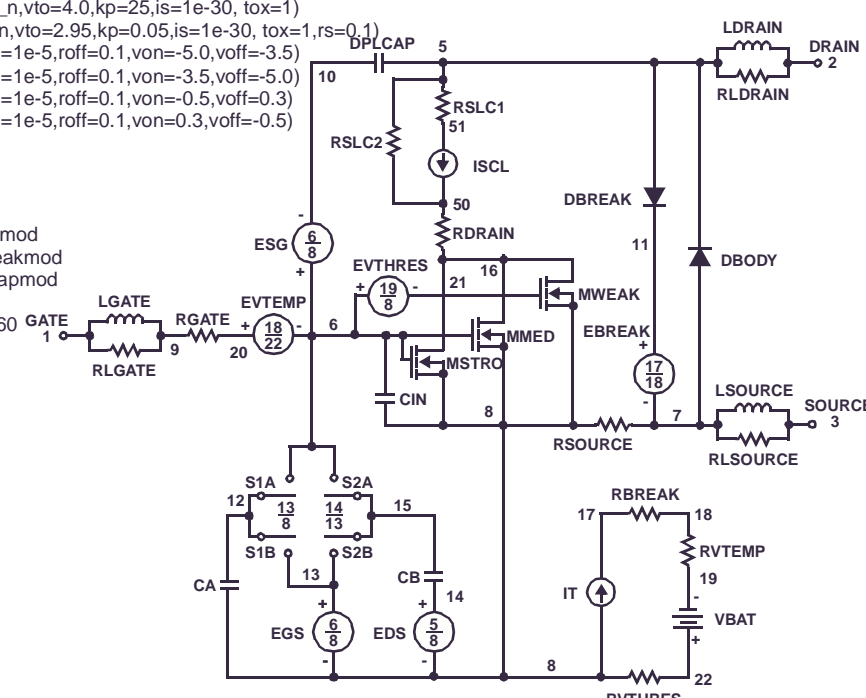 _n,vto=4.0,kp=25,is=1e-30, tox=1)
n,vto=2.95,kp=0.05,is=1e-30, tox=1,rs=0.1)
=1e-5,roff=0.1,von=-5.0,voff=-3.5)
=1e-5,roff=0.1,von=-3.5,voff=-5.0)
=1e-5,roff=0.1,von=-0.5,voff=0.3)
=1e-5,roff=0.1,von=0.3,voff=-0.5)
LDRAIN
DPLCAP
5
DRAIN
2
10
RLDRAIN
RSLC1
51
RSLC2
ISCL
50
DBREAK
mod
eakmod
apmod
-
ESG
6
8
+
RDRAIN
11
DBODY
EVTHRES
16
21
+
19
8
-
MWEAK
LGATE
EVTEMP
60
GATE
1
RGATE
+
18
22
-
6
EBREAK
+
MMED
9
20
MSTRO
17
18
-
RLGATE
CIN
LSOURCE
SOURCE
3
8
7
RSOURCE
RLSOURCE
S1A
S2A
12
13
8
14
13
15
RBREAK
17
18
S1B
S2B
RVTEMP
13
CB
19
CA
14
IT
-
VBAT
+
+
EGS
6
8
-
+
EDS
5
8
-
8
22
RVTHRES